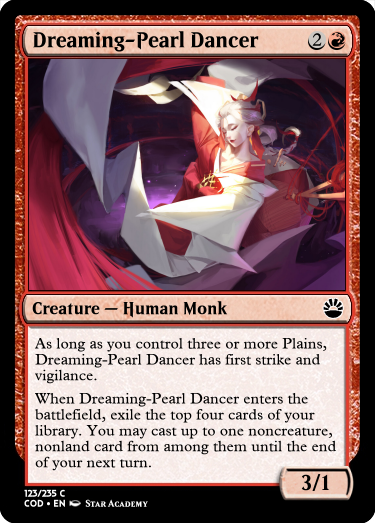 Dreaming-Pearl Dancer 2
Creature — Human Monk
As long as you control three or more Plains,
Dreaming-Pearl Dancer has first strike and
vigilance.
When Dreaming-Pearl Dancer enters the
battlefield, exile the top four cards of your
library. You may cast up to one noncreature,
nonland card from among them until the end
of your next turn.
3/1
123/235 C
COD • EN Star Academy